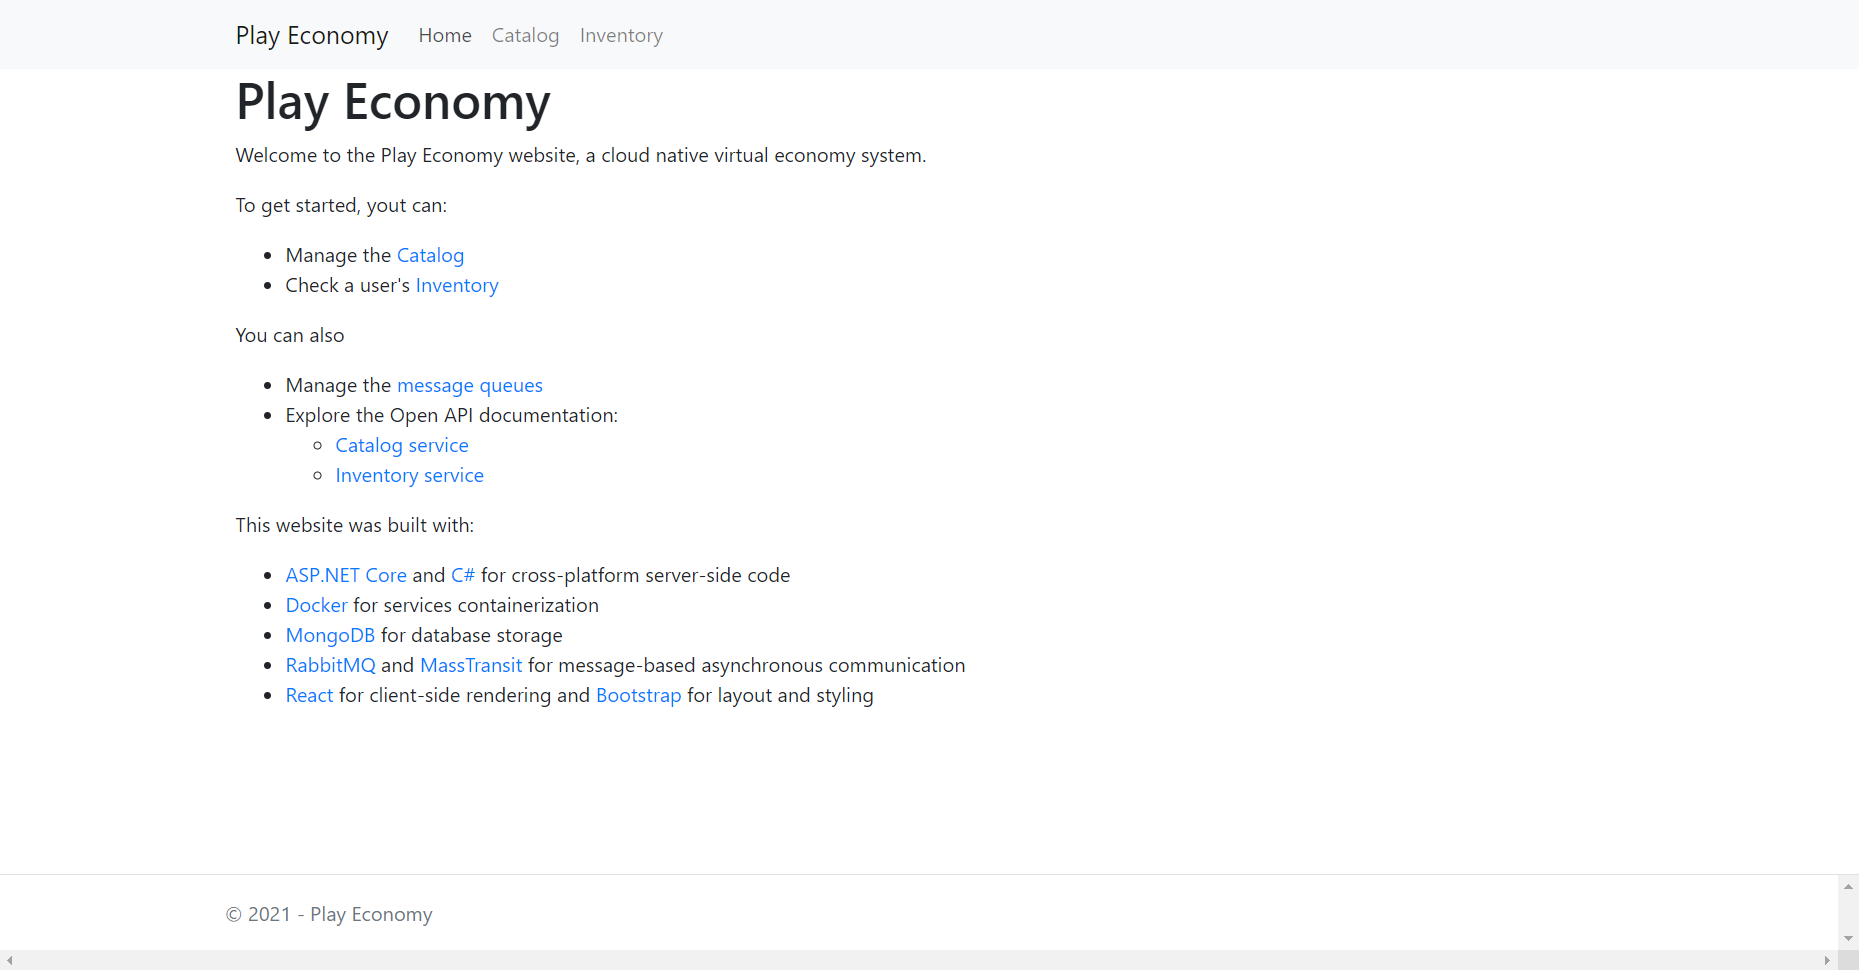 Play Economy Home Catalog Inventory
Play Economy
Welcome to the Play Economy website, a cloud native virtual economy system.
To get started, yout can:
Manage the Catalog
Check a user's Inventory
You can also
Manage the message queues
Explore the Open API documentation:
Catalog service
Inventory service
This website was built with:
ASP.NET Core and C# for cross-platform server-side code
Docker for services containerization
MongoDB for database storage
RabbitMQ and MassTransit for message-based asynchronous communication
React for client-side rendering and Bootstrap for layout and styling
© 2021 - Play Economy